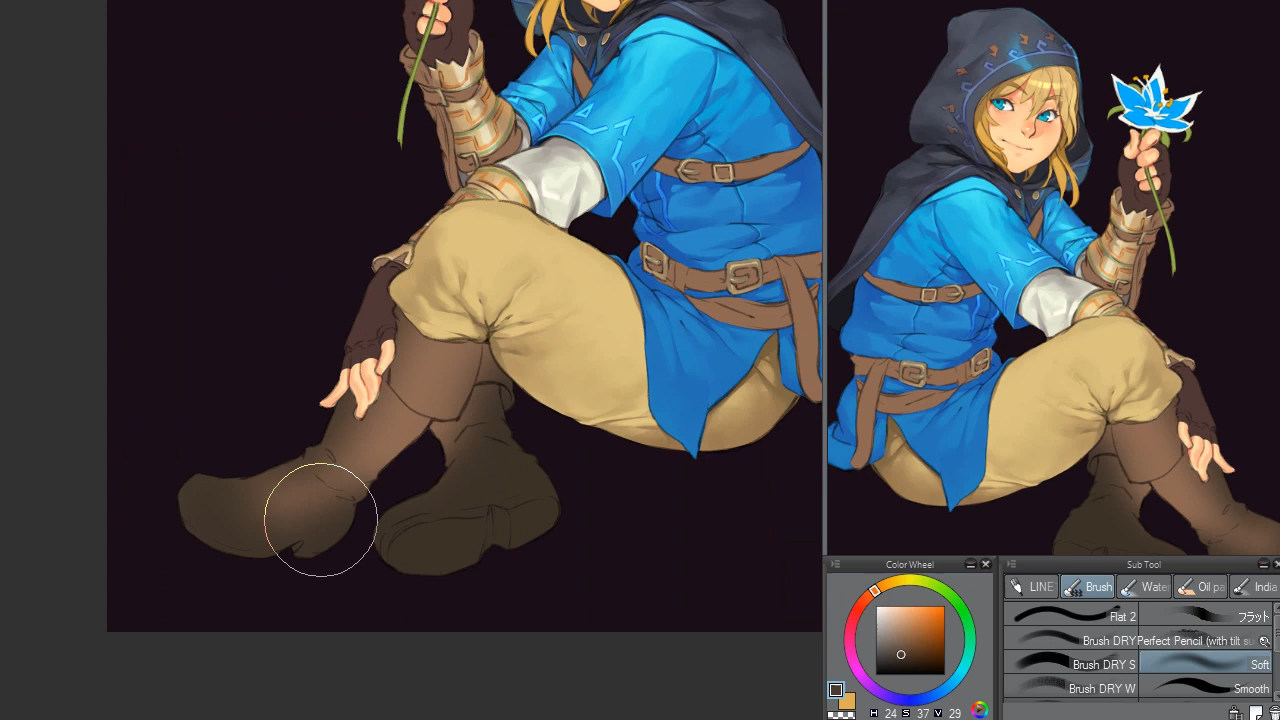 Color Wheel
Sub Tool
LINE
Brush
Wate
Oil pa
India
Flat 2
フラット
Brush DRY
Perfect Pencil (with tilt su
Brush DRY S
Soft
Brush DRY W
Smooth
H 24 S 37 V 29